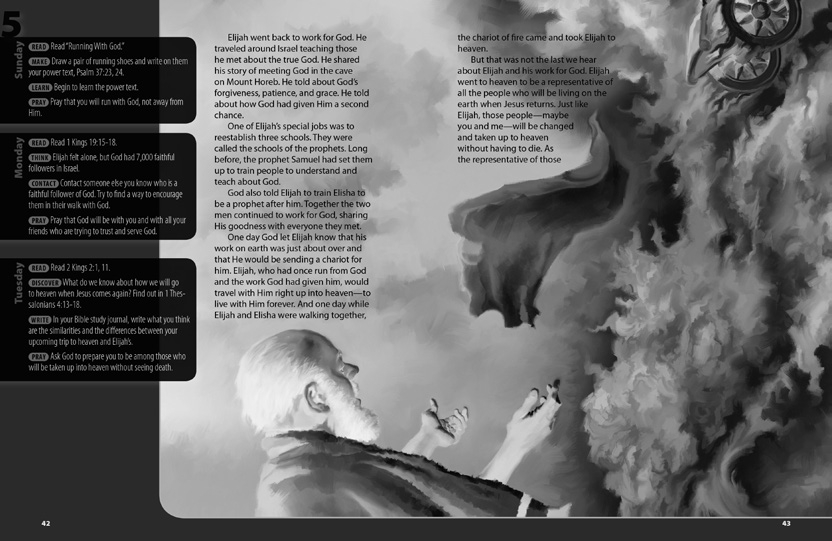 5
Sunday
READ Read "Running With God."
MAKE Draw a pair of running shoes and write on them
your power text, Psalm 37:23, 24.
LEARN Begin to learn the power text.
PRAY Pray that you will run with God, not away from
Him.
Monday
READ Read 1 Kings 19:15-18.
THINK Elijah felt alone, but God had 7,000 faithful
followers in Israel.
CONTACT Contact someone else you know who is a
faithful follower of God. Try to find a way to encourage
them in their walk with God.
PRAY Pray that God will be with you and with all your
friends who are trying to trust and serve God.
Tuesday
READ Read 2 Kings 2:1, 11.
DISCOVER What do we know about how we will go
to heaven when Jesus comes again? Find out in 1 Thes-
salonians 4:13-18.
WRITE In your Bible study journal, write what you think
are the similarities and the differences between your
upcoming trip to heaven and Elijah's.
PRAY Ask God to prepare you to be among those who
will be taken up into heaven without seeing death.
Elijah went back to work for God. He
traveled around Israel teaching those
he met about the true God. He shared
his story of meeting God in the cave
on Mount Horeb. He told about God's
forgiveness, patience, and grace. He told
about how God had given him a second
chance.
One of Elijah's special jobs was to
reestablish three schools. They were
called the schools of the prophets. Long
before, the prophet Samuel had set them
up to train people to understand and
teach about God.
God also told Elijah to train Elisha to
be a prophet after him. Together the two
men continued to work for God, sharing
His goodness with everyone they met.
One day God let Elijah know that his
work on earth was just about over and
that He would be sending a chariot for
him. Elijah, who had once run from God
and the work God had given him, would
travel with Him right up into heaven—to
live with Him forever. And one day while
Elijah and Elisha were walking together,
the chariot of fire came and took Elijah to
heaven.
But that was not the last we hear
about Elijah and his work for God. Elijah
went to heaven to be a representative of
all the people who will be living on the
earth when Jesus returns. Just like
Elijah, those people—maybe
you and me—will be changed
and taken up to heaven
without having to die. As
the representative of those
42
43